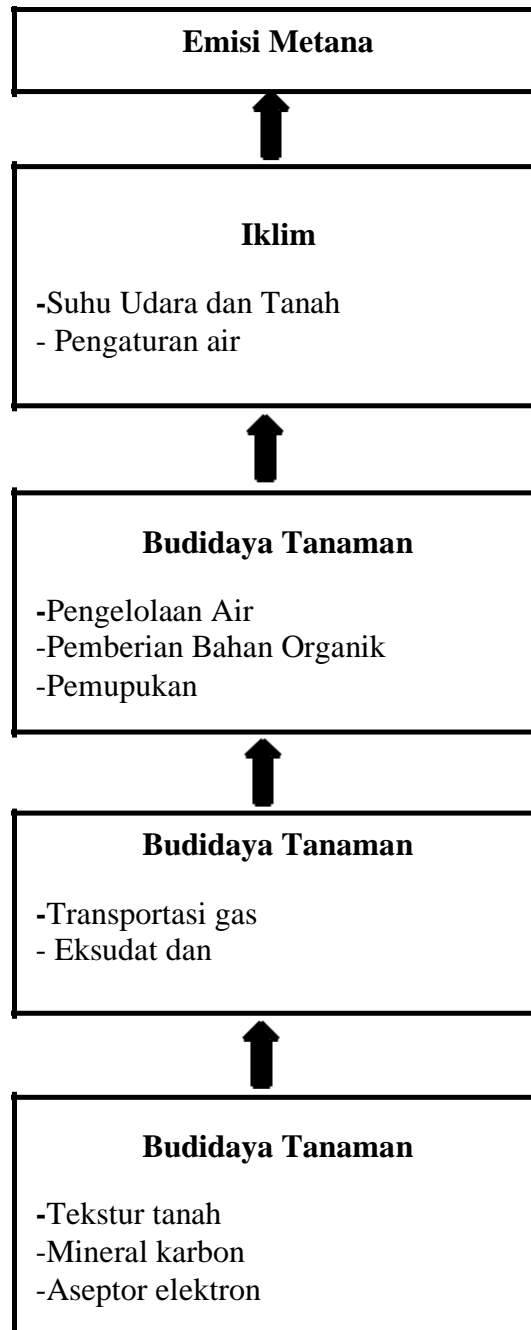 Emisi Metana
Iklim
-Suhu Udara dan Tanah
- Pengaturan air
Budidaya Tanaman
-Pengelolaan Air
-Pemberian Bahan Organik
-Pemupukan
Budidaya Tanaman
-Transportasi gas
- Eksudat dan
Budidaya Tanaman
-Tekstur tanah
-Mineral karbon
-Aseptor elektron